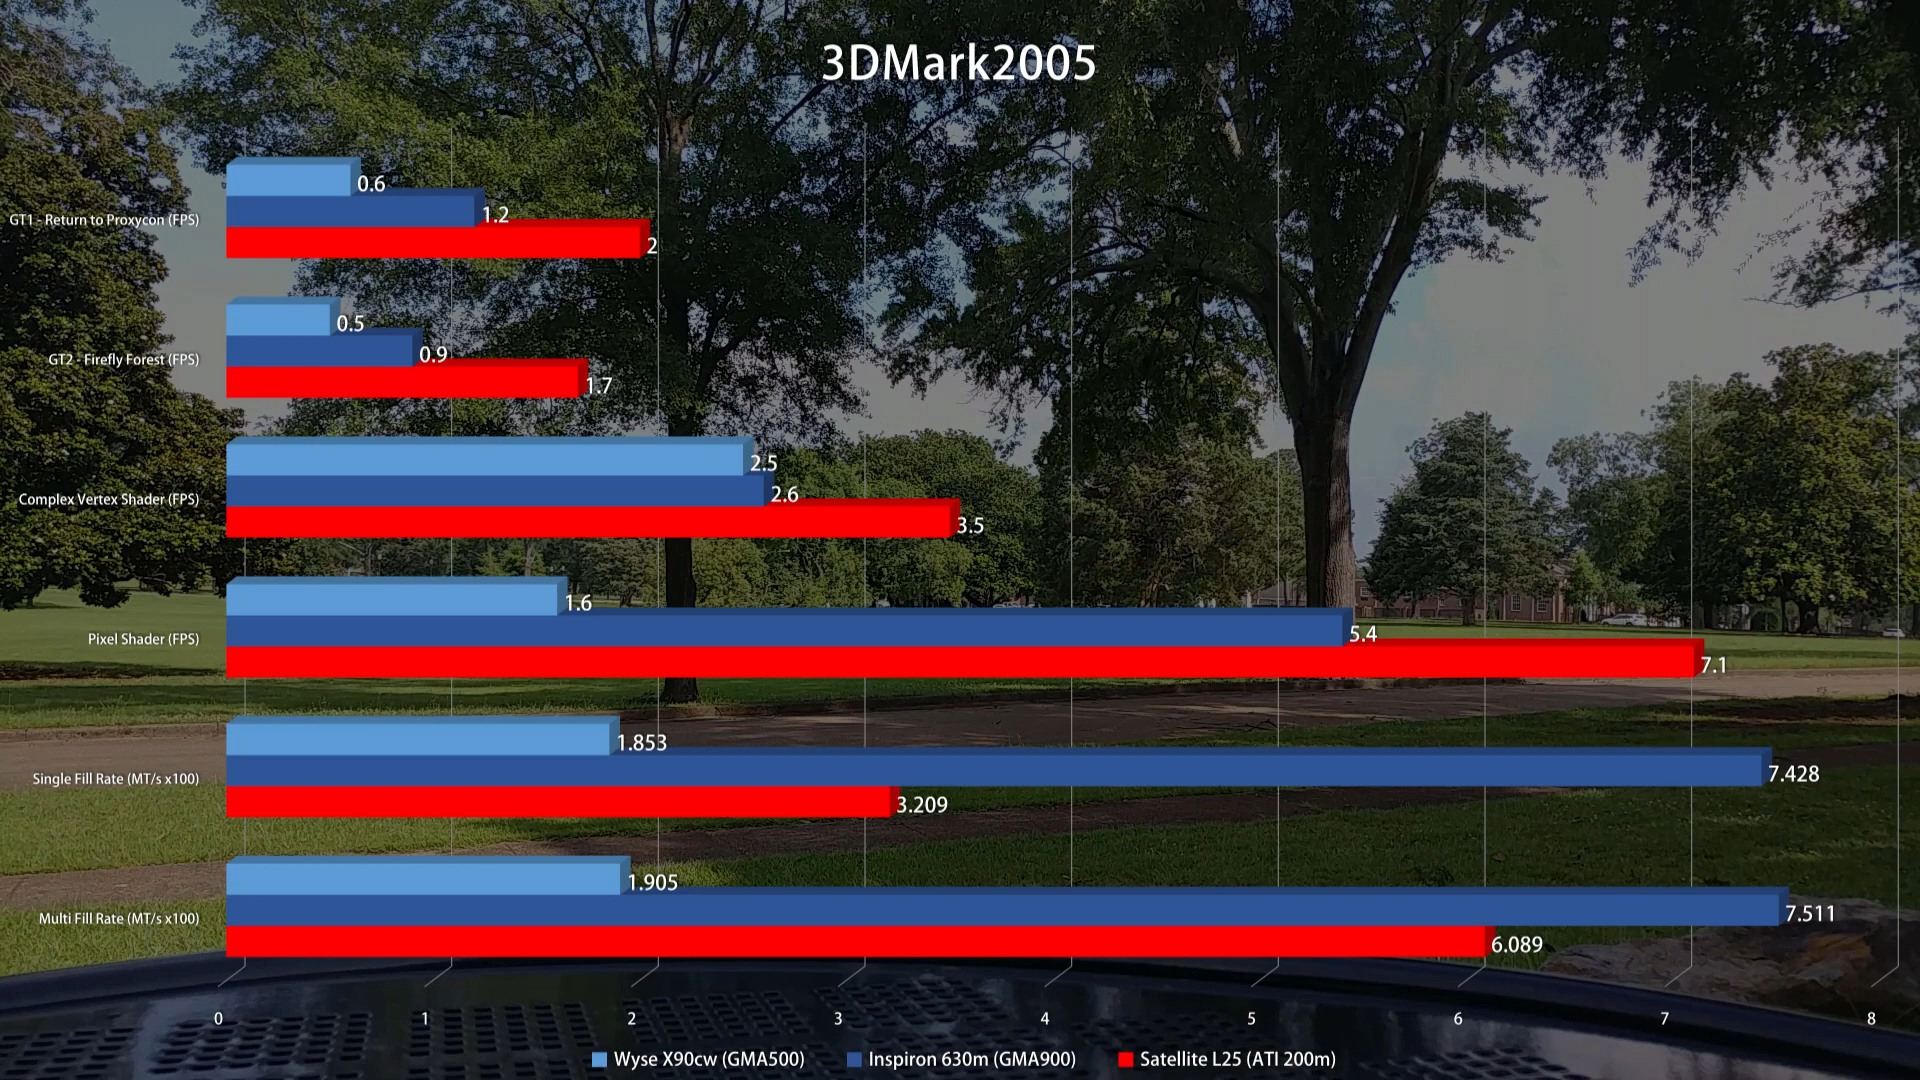 3DMark2005
GT1 - Return to Proxycon (FPS)
0.6
1.2
2
GT2 - Firefly Forest (FPS)
0.5
0.9
1.7
Complex Vertex Shader (FPS)
2.5
2.6
3.5
Pixel Shader (FPS)
1.6
5.4
7.1
Single Fill Rate (MT/s x100)
1.853
7.428
3.209
Multi Fill Rate (MT/s x100)
1.905
7.511
6.089
0 1 2 3 4 5 6 7 8
Wyse X90cw (GMA500) Inspiron 630m (GMA900) Satellite L25 (ATI 200m)